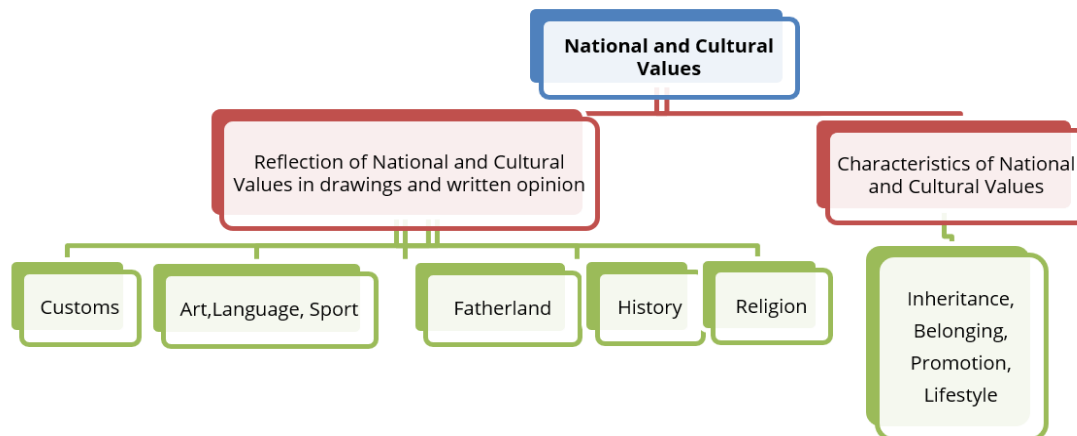 National and Cultural
Values
Reflection of National and Cultural
Values in drawings and written opinion
Characteristics of National
and Cultural Values
Customs
Art,Language, Sport
Fatherland
History
Religion
Inheritance,
Belonging,
Promotion,
Lifestyle